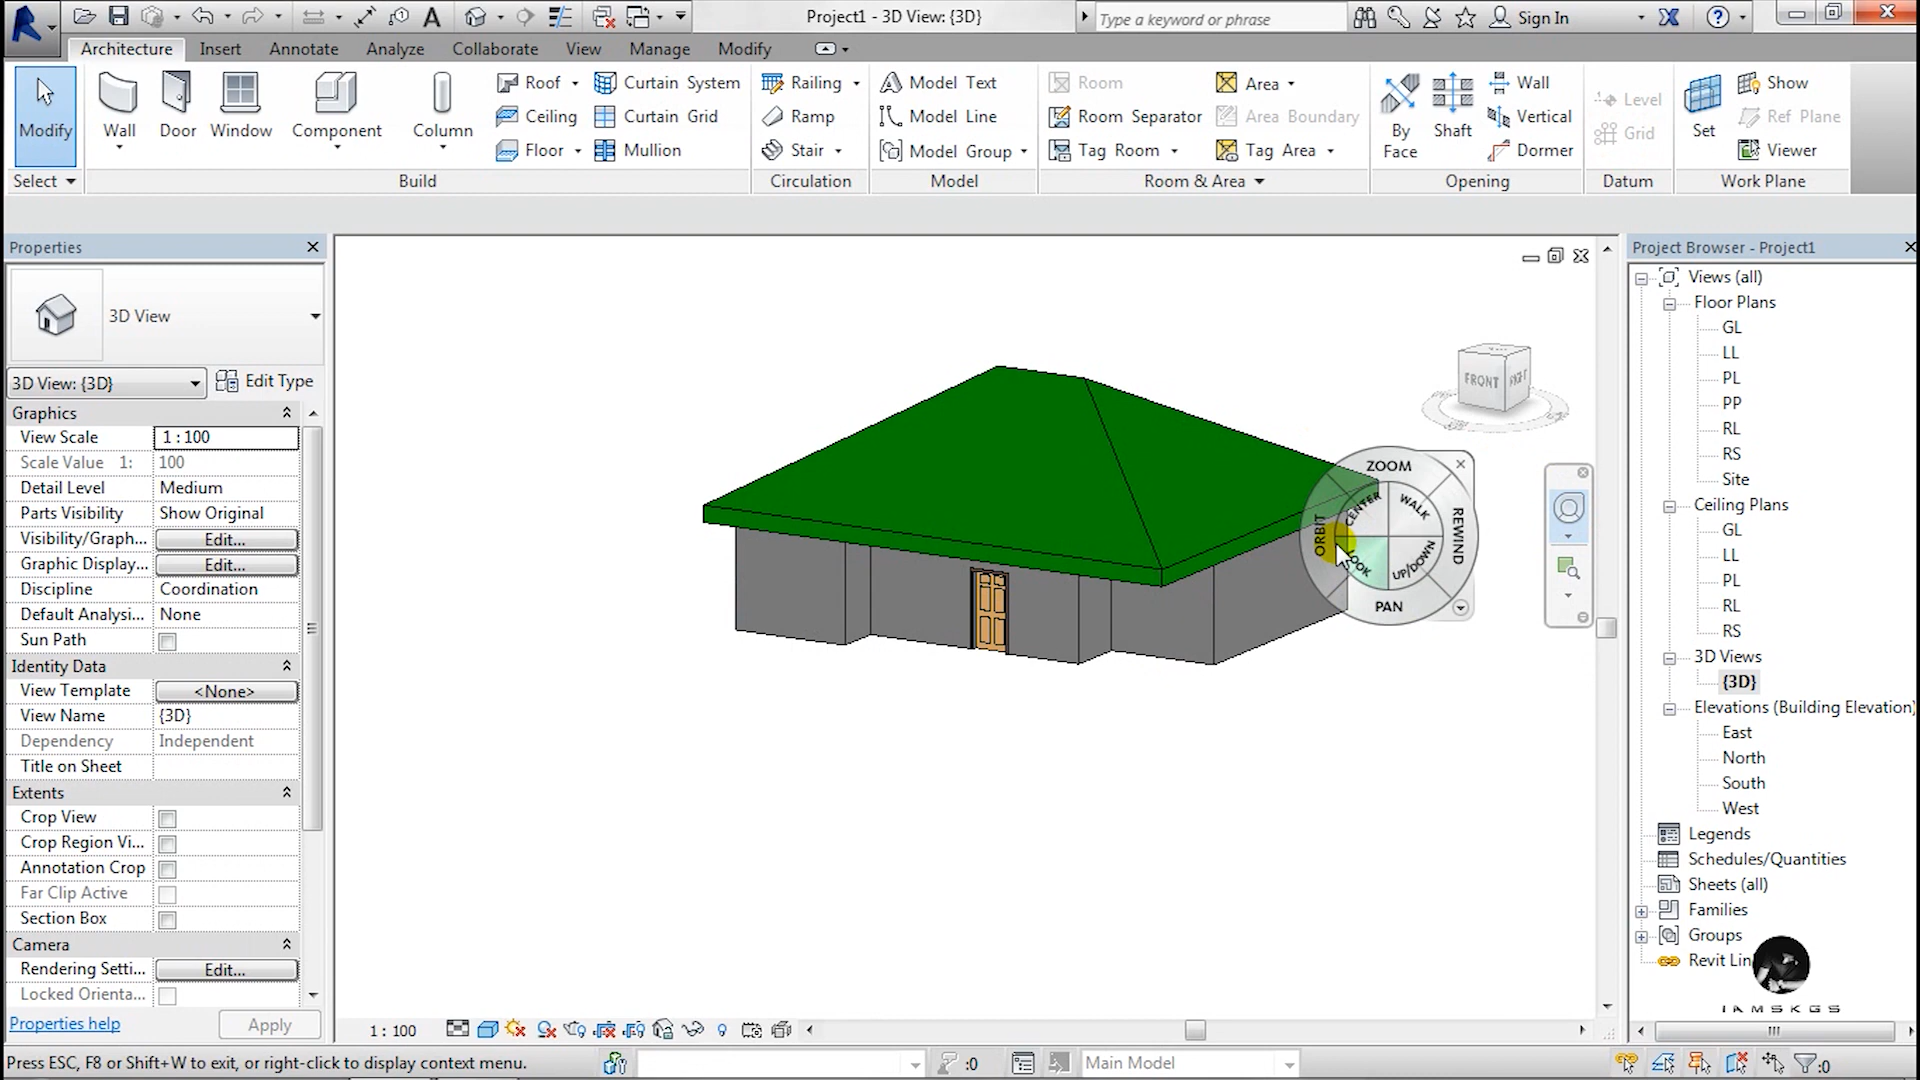 Project1 - 3D View: {3D}
Type a keyword or phrase
Sign In
Architecture Insert Annotate Analyze Collaborate View Manage Modify
Modify
Wall
Door
Window
Component
Column
Roof
Ceiling
Floor
Curtain System
Curtain Grid
Mullion
Railing
Ramp
Stair
Model Text
Model Line
Model Group
Room
Room Separator
Tag Room
Area
Area Boundary
Tag Area
By Face
Shaft
Wall
Vertical
Dormer
Level
Grid
Set
Show
Ref Plane
Viewer
Select Build Circulation Model Room & Area Opening Datum Work Plane
Properties
3D View
3D View: {3D} Edit Type
Graphics
View Scale 1 : 100
Scale Value 1: 100
Detail Level Medium
Parts Visibility Show Original
Visibility/Graph... Edit...
Graphic Display... Edit...
Discipline Coordination
Default Analysi... None
Sun Path
Identity Data
View Template <None>
View Name {3D}
Dependency Independent
Title on Sheet
Extents
Crop View
Crop Region Vi...
Annotation Crop
Far Clip Active
Section Box
Camera
Rendering Setti... Edit...
Locked Orienta...
Properties help Apply
FRONT RIGHT
ZOOM
CENTER WALK
ORBIT REWIND
LOOK UP/DOWN
PAN
Project Browser - Project1
Views (all)
Floor Plans
GL
LL
PL
PP
RL
RS
Site
Ceiling Plans
GL
LL
PL
RL
RS
3D Views
{3D}
Elevations (Building Elevation)
East
North
South
West
Legends
Schedules/Quantities
Sheets (all)
Families
Groups
Revit Lin
IAMSKGS
1 : 100
Press ESC, F8 or Shift+W to exit, or right-click to display context menu.
:0
Main Model
:0